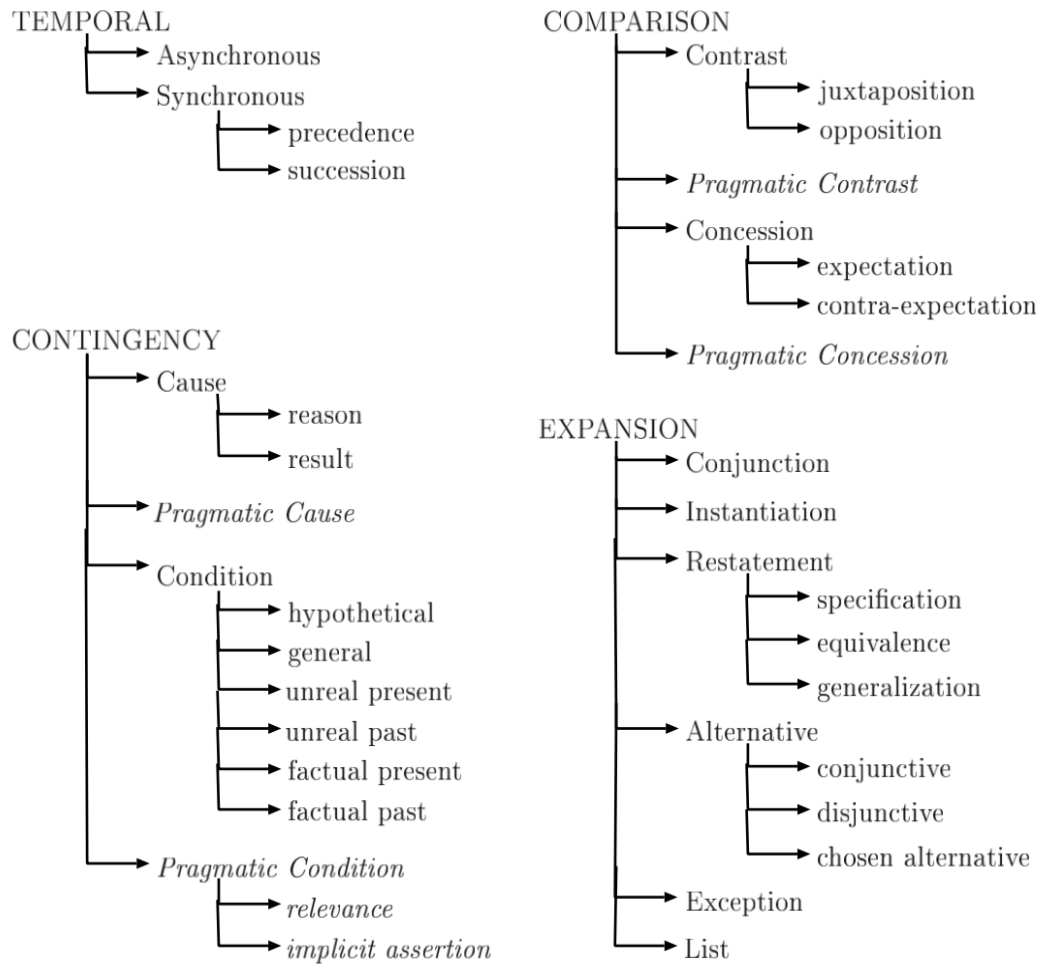 TEMPORAL
Asynchronous
Synchronous
precedence
succession
CONTINGENCY
Cause
reason
result
Pragmatic Cause
Condition
hypothetical
general
unreal present
unreal past
factual present
factual past
Pragmatic Condition
relevance
implicit assertion
COMPARISON
Contrast
juxtaposition
opposition
Pragmatic Contrast
Concession
expectation
contra-expectation
Pragmatic Concession
EXPANSION
Conjunction
Instantiation
Restatement
specification
equivalence
generalization
Alternative
conjunctive
disjunctive
chosen alternative
Exception
List